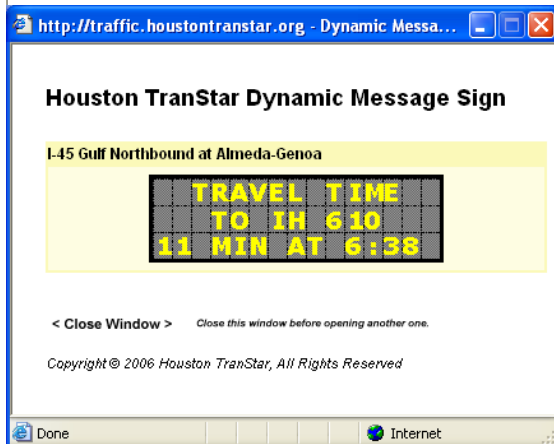 http://traffic.houstontranstar.org - Dynamic Messa...
Houston TranStar Dynamic Message Sign
I-45 Gulf Northbound at Almeda-Genoa
TRAVEL TIME
TO IH 610
11 MIN AT 6:38
< Close Window > Close this window before opening another one.
Copyright © 2006 Houston TranStar, All Rights Reserved
Done Internet